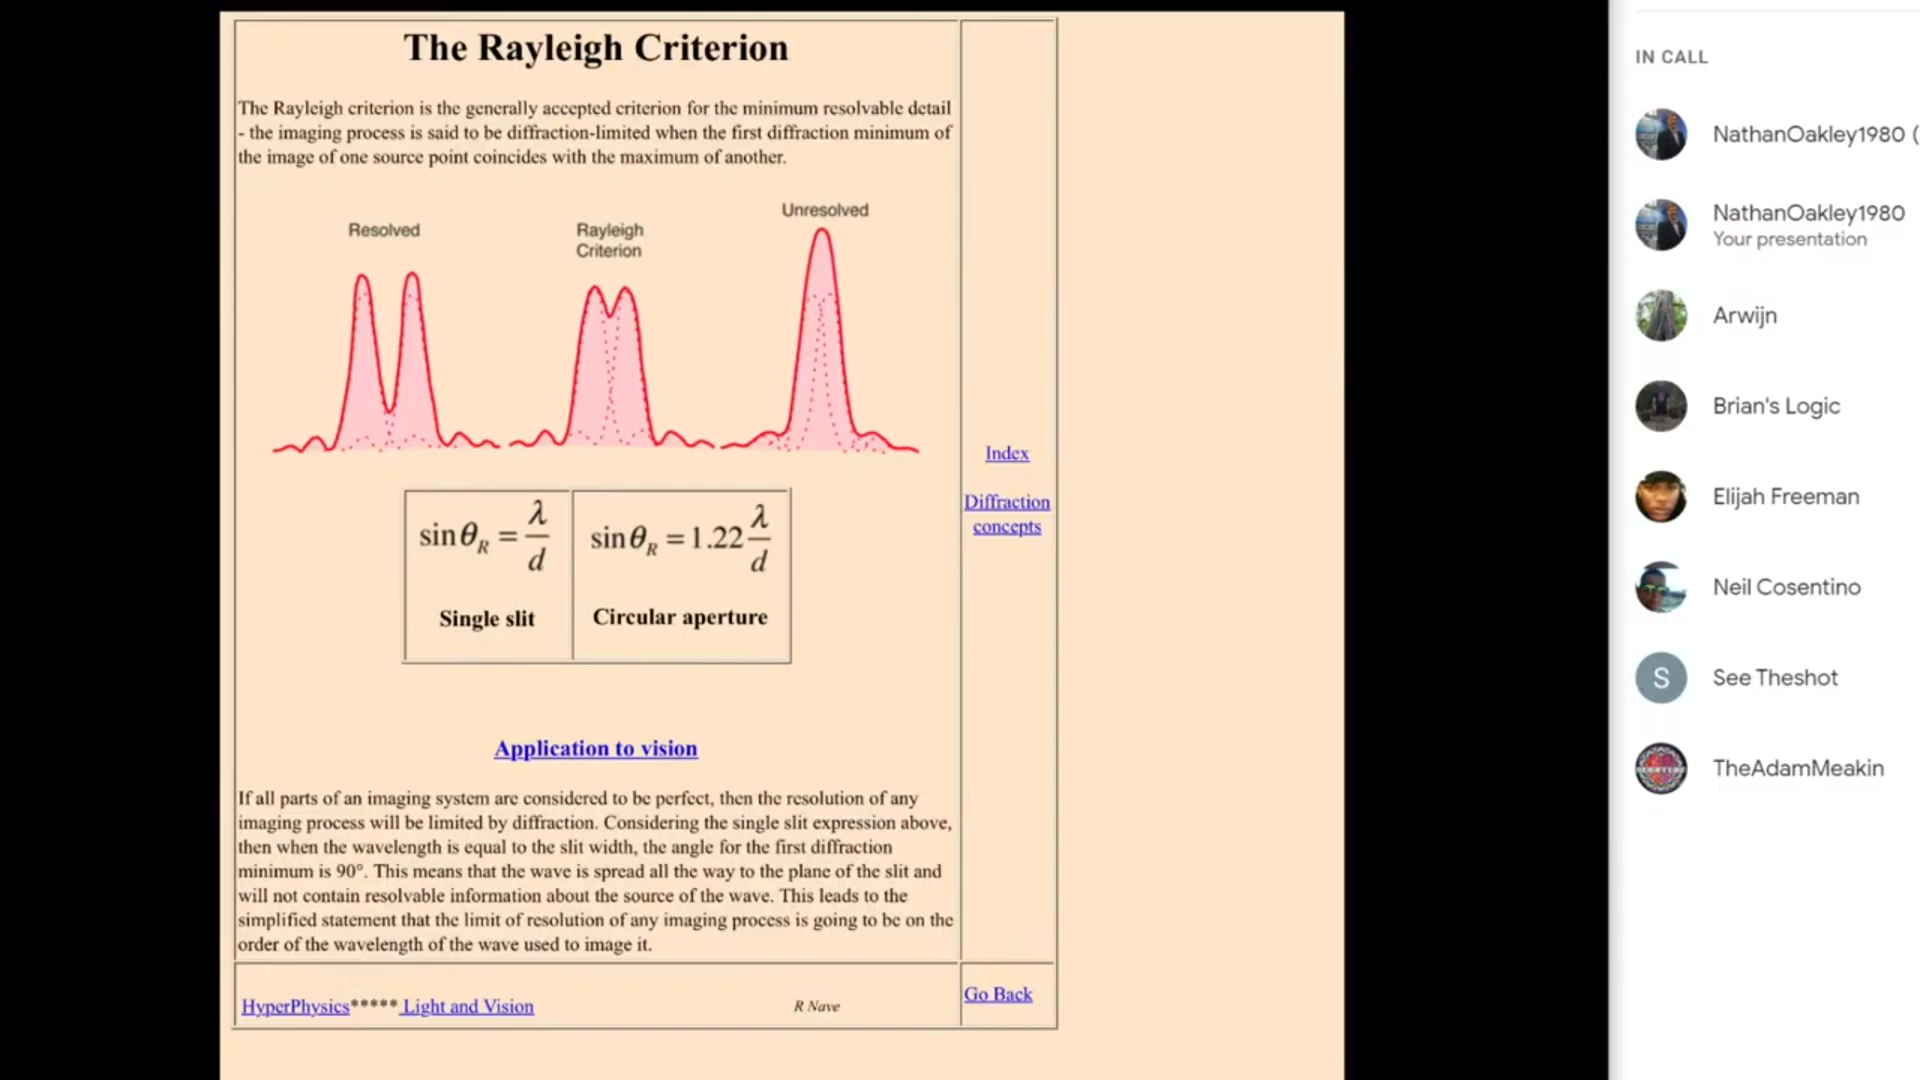 The Rayleigh Criterion
The Rayleigh criterion is the generally accepted criterion for the minimum resolvable detail
- the imaging process is said to be diffraction-limited when the first diffraction minimum of
the image of one source point coincides with the maximum of another.
Resolved
Rayleigh
Criterion
Unresolved
sinθR = λ/d
Single slit
sinθR = 1.22 λ/d
Circular aperture
Application to vision
If all parts of an imaging system are considered to be perfect, then the resolution of any
imaging process will be limited by diffraction. Considering the single slit expression above,
then when the wavelength is equal to the slit width, the angle for the first diffraction
minimum is 90°. This means that the wave is spread all the way to the plane of the slit and
will not contain resolvable information about the source of the wave. This leads to the
simplified statement that the limit of resolution of any imaging process is going to be on the
order of the wavelength of the wave used to image it.
Index
Diffraction
concepts
HyperPhysics***** Light and Vision
R Nave
Go Back
IN CALL
NathanOakley1980 (
NathanOakley1980
Your presentation
Arwijn
Brian's Logic
Elijah Freeman
Neil Cosentino
S
See Theshot
TheAdamMeakin